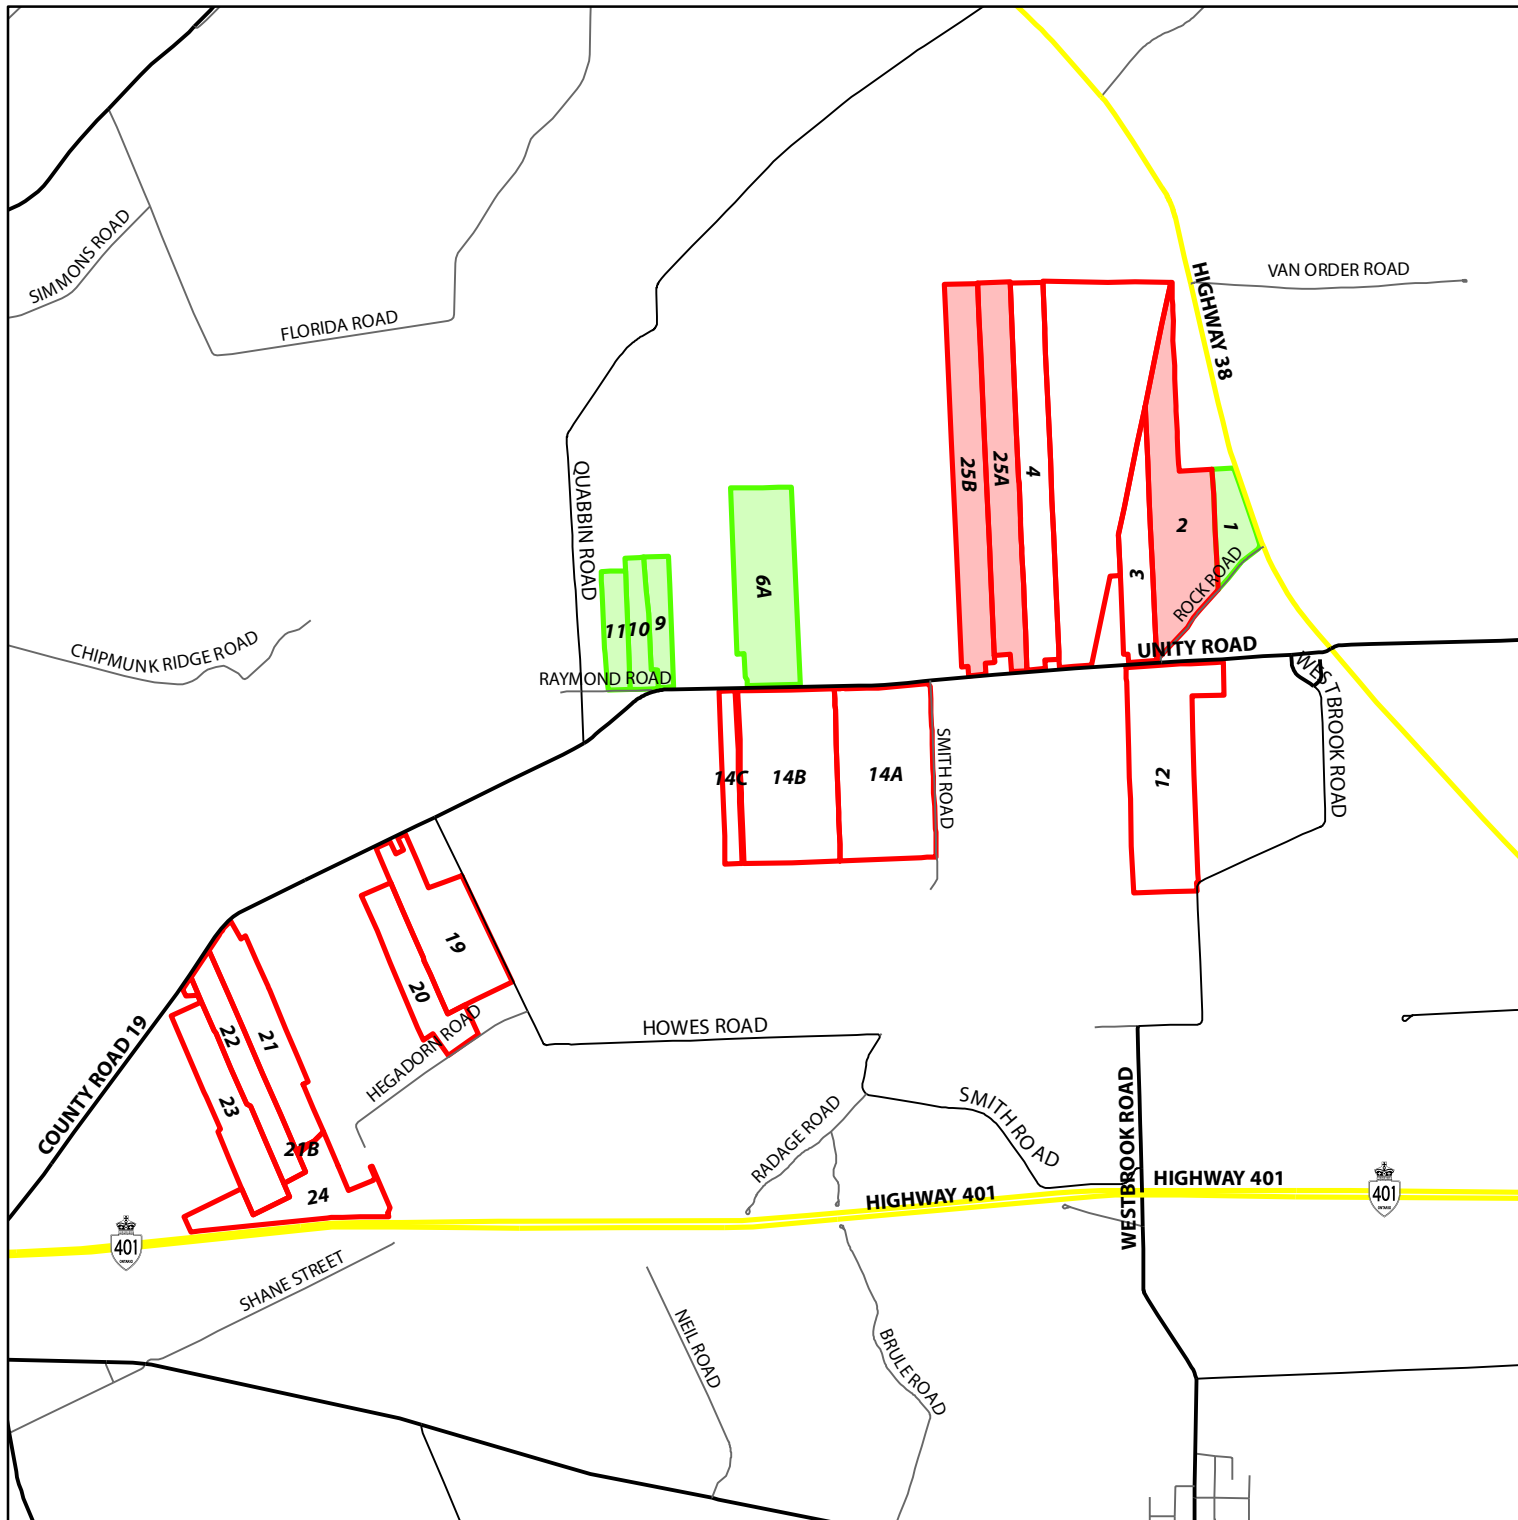 SIMMONS ROAD
FLORIDA ROAD
VAN ORDER ROAD
HIGHWAY 38
QUABBIN ROAD
25B
25A
4
2
1
3
6A
11
10
9
ROCK ROAD
CHIPMUNK RIDGE ROAD
RAYMOND ROAD
UNITY ROAD
WESTBROOK ROAD
14C
14B
14A
SMITH ROAD
12
19
20
HEGADORN ROAD
HOWES ROAD
COUNTY ROAD 19
22
21
23
21B
24
RADAGE ROAD
SMITH ROAD
WESTBROOK ROAD
HIGHWAY 401
HIGHWAY 401
401
ONTARIO
401
ONTARIO
SHANE STREET
NEIL ROAD
BRULE ROAD